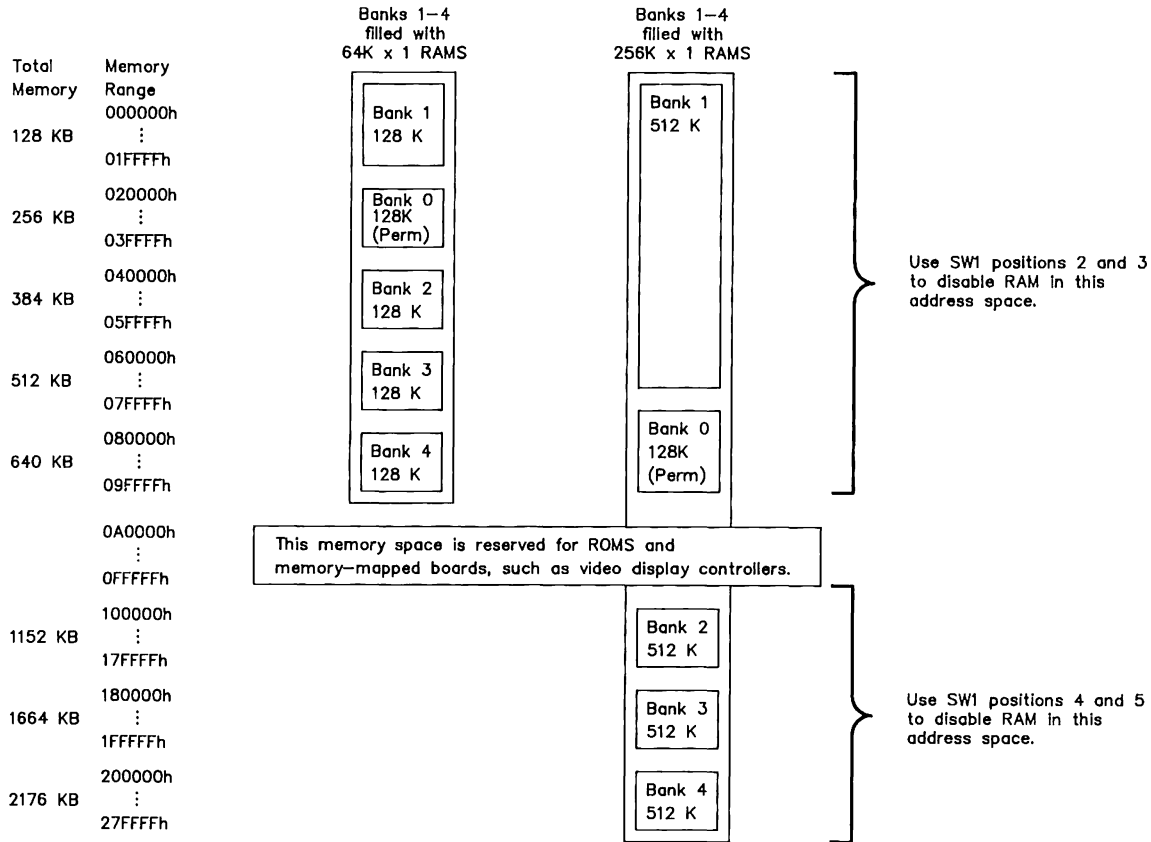 Banks 1-4
filled with
64K x 1 RAMS
Banks 1-4
filled with
256K x 1 RAMS
Total
Memory
Memory
Range
128 KB
000000h
⋮
01FFFFh
256 KB
020000h
⋮
03FFFFh
384 KB
040000h
⋮
05FFFFh
512 KB
060000h
⋮
07FFFFh
640 KB
080000h
⋮
09FFFFh
0A0000h
⋮
0FFFFFh
1152 KB
100000h
⋮
17FFFFh
1664 KB
180000h
⋮
1FFFFFh
2176 KB
200000h
⋮
27FFFFh
Bank 1
128 K
Bank 0
128K
(Perm)
Bank 2
128 K
Bank 3
128 K
Bank 4
128 K
Bank 1
512 K
Bank 0
128K
(Perm)
This memory space is reserved for ROMS and
memory-mapped boards, such as video display controllers.
Bank 2
512 K
Bank 3
512 K
Bank 4
512 K
Use SW1 positions 2 and 3
to disable RAM in this
address space.
Use SW1 positions 4 and 5
to disable RAM in this
address space.